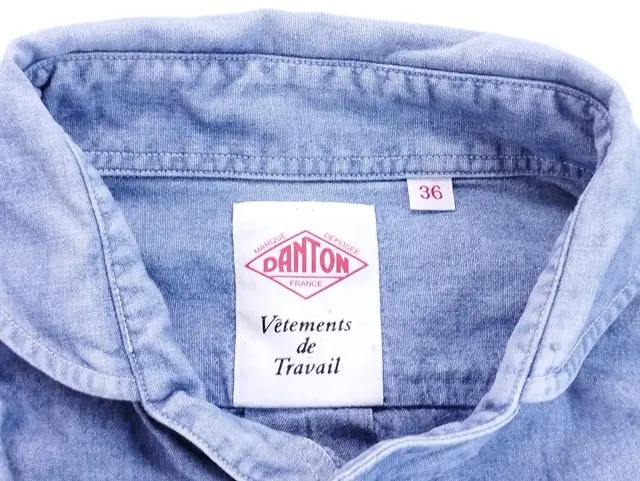 36
MARQUE DÉPOSÉE
DANTON
FRANCE
Vêtements
de
Travail